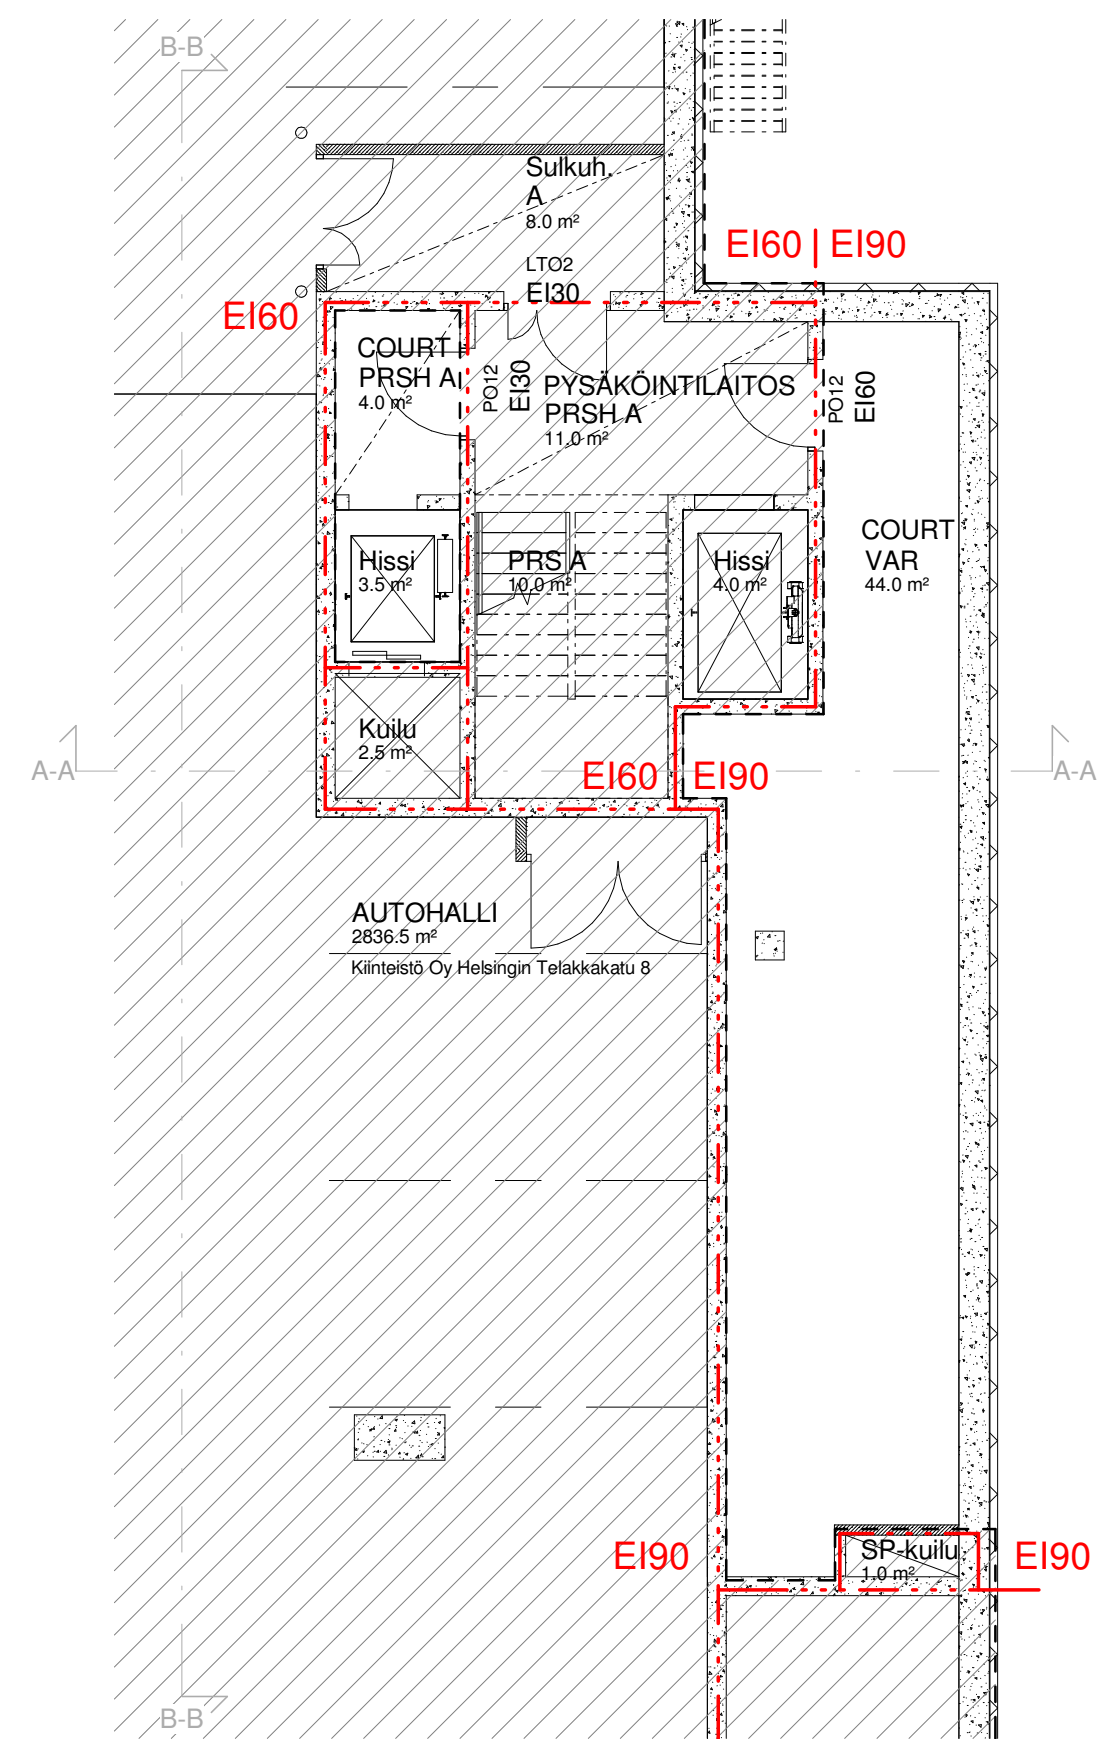 B-B
Sulkuh.
A
8.0 m²
EI60
EI90
LTO2
EI30
EI60
COURT
PRSH A
4.0 m²
PO12
EI30
PYSÄKÖINTILAITOS
PRSH A
11.0 m²
PO12
EI60
COURT
VAR
44.0 m²
Hissi
3.5 m²
PRS A
10.0 m²
Hissi
4.0 m²
Kuilu
2.5 m²
A-A
EI60
EI90
A-A
AUTOHALLI
2836.5 m²
Kiinteistö Oy Helsingin Telakkakatu 8
EI90
SP-kuilu
1.0 m²
EI90
B-B